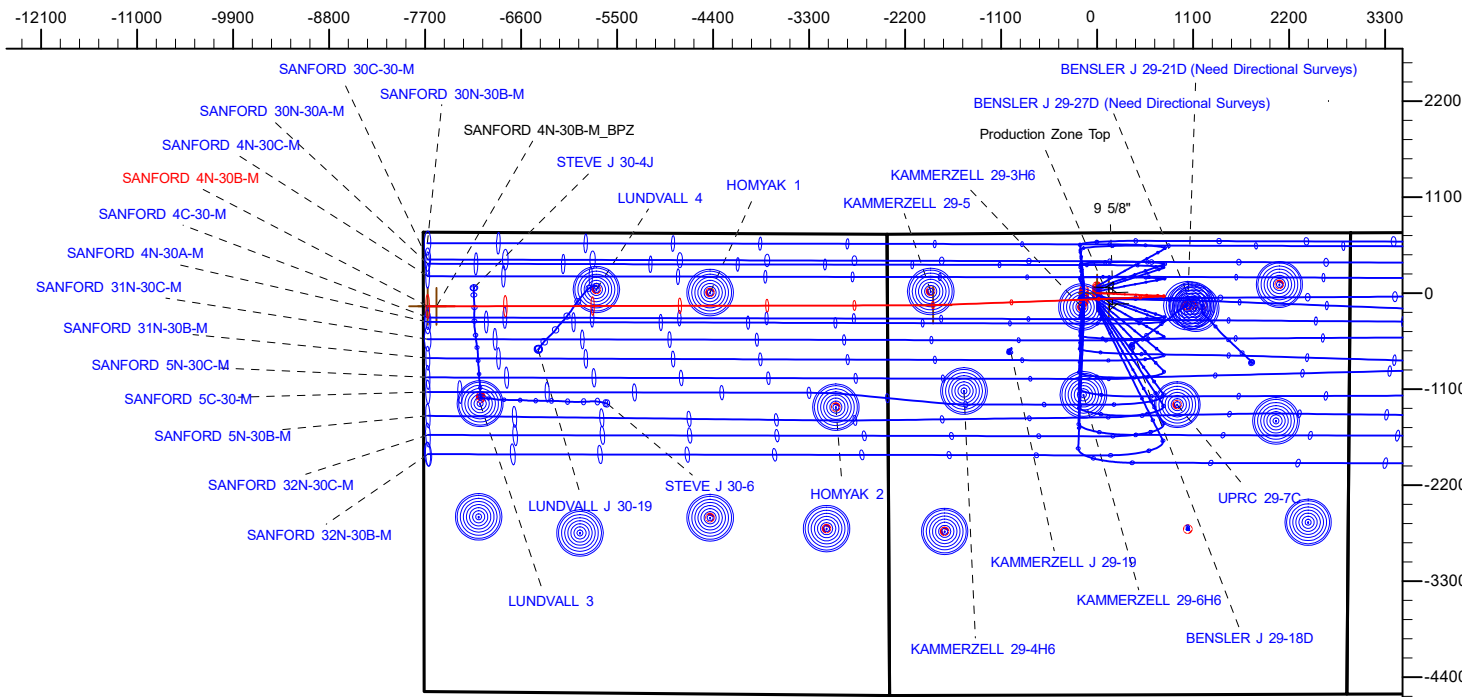 -12100 -11000 -9900 -8800 -7700 -6600 -5500 -4400 -3300 -2200 -1100 0 1100 2200 3300
SANFORD 30C-30-M
BENSLER J 29-21D (Need Directional Surveys)
SANFORD 30N-30B-M
2200
BENSLER J 29-27D (Need Directional Surveys)
SANFORD 30N-30A-M
SANFORD 4N-30B-M_BPZ
Production Zone Top
SANFORD 4N-30C-M
STEVE J 30-4J
SANFORD 4N-30B-M
KAMMERZELL 29-3H6
HOMYAK 1
LUNDVALL 4
1100
KAMMERZELL 29-5
9 5/8"
SANFORD 4C-30-M
SANFORD 4N-30A-M
SANFORD 31N-30C-M
0
SANFORD 31N-30B-M
SANFORD 5N-30C-M
-1100
SANFORD 5C-30-M
SANFORD 5N-30B-M
SANFORD 32N-30C-M
STEVE J 30-6
-2200
HOMYAK 2
UPRC 29-7C
LUNDVALL J 30-19
SANFORD 32N-30B-M
KAMMERZELL J 29-19
-3300
LUNDVALL 3
KAMMERZELL 29-6H6
BENSLER J 29-18D
KAMMERZELL 29-4H6
-4400